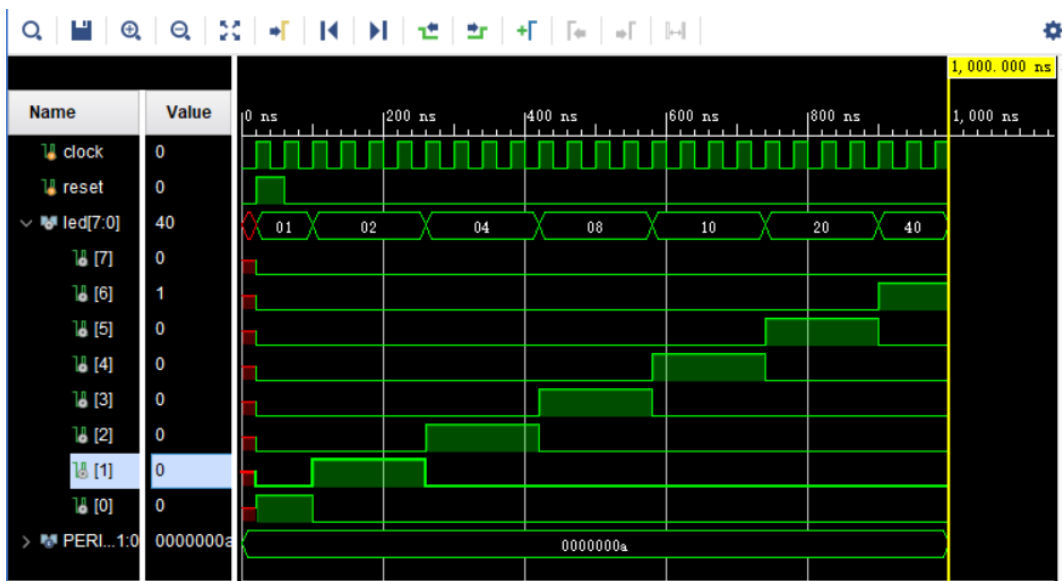 1,000.000 ns
Name Value 0 ns 200 ns 400 ns 600 ns 800 ns 1,000 ns
clock 0
reset 0
led[7:0] 40 01 02 04 08 10 20 40
[7] 0
[6] 1
[5] 0
[4] 0
[3] 0
[2] 0
[1] 0
[0] 0
PERI...1:0 0000000a 0000000a